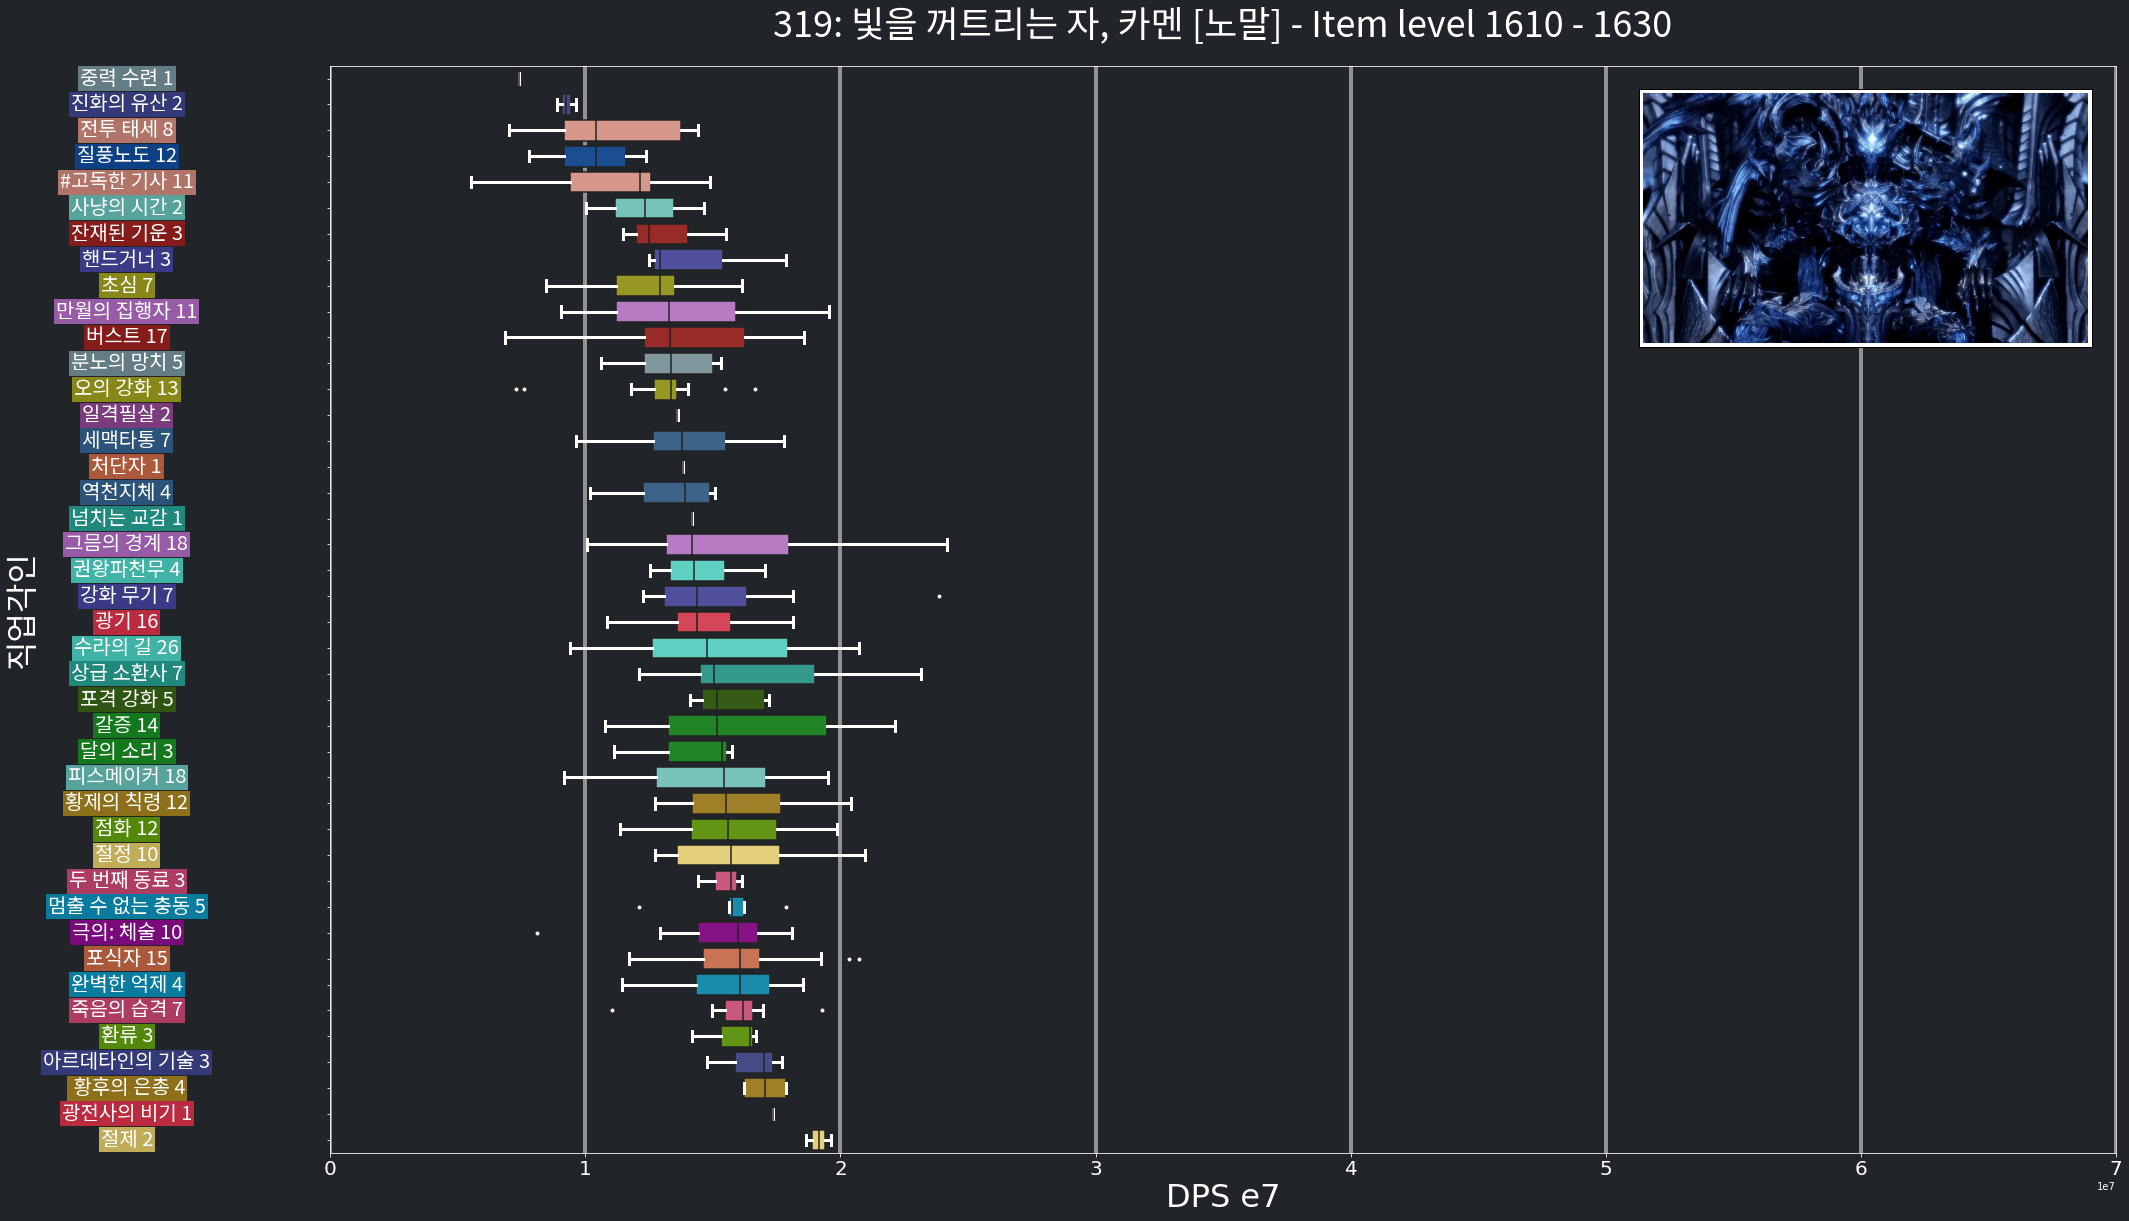 319: 빛을 꺼트리는 자, 카멘 [노말] - Item level 1610 - 1630
직업각인
중력 수련 1
진화의 유산 2
전투 태세 8
질풍노도 12
#고독한 기사 11
사냥의 시간 2
잔재된 기운 3
핸드거너 3
초심 7
만월의 집행자 11
버스트 17
분노의 망치 5
오의 강화 13
일격필살 2
세맥타통 7
처단자 1
역천지체 4
넘치는 교감 1
그믐의 경계 18
권왕파천무 4
강화 무기 7
광기 16
수라의 길 26
상급 소환사 7
포격 강화 5
갈증 14
달의 소리 3
피스메이커 18
황제의 칙령 12
점화 12
절정 10
두 번째 동료 3
멈출 수 없는 충동 5
극의: 체술 10
포식자 15
완벽한 억제 4
죽음의 습격 7
환류 3
아르데타인의 기술 3
황후의 은총 4
광전사의 비기 1
절제 2
0 1 2 3 4 5 6 7
1e7
DPS e7